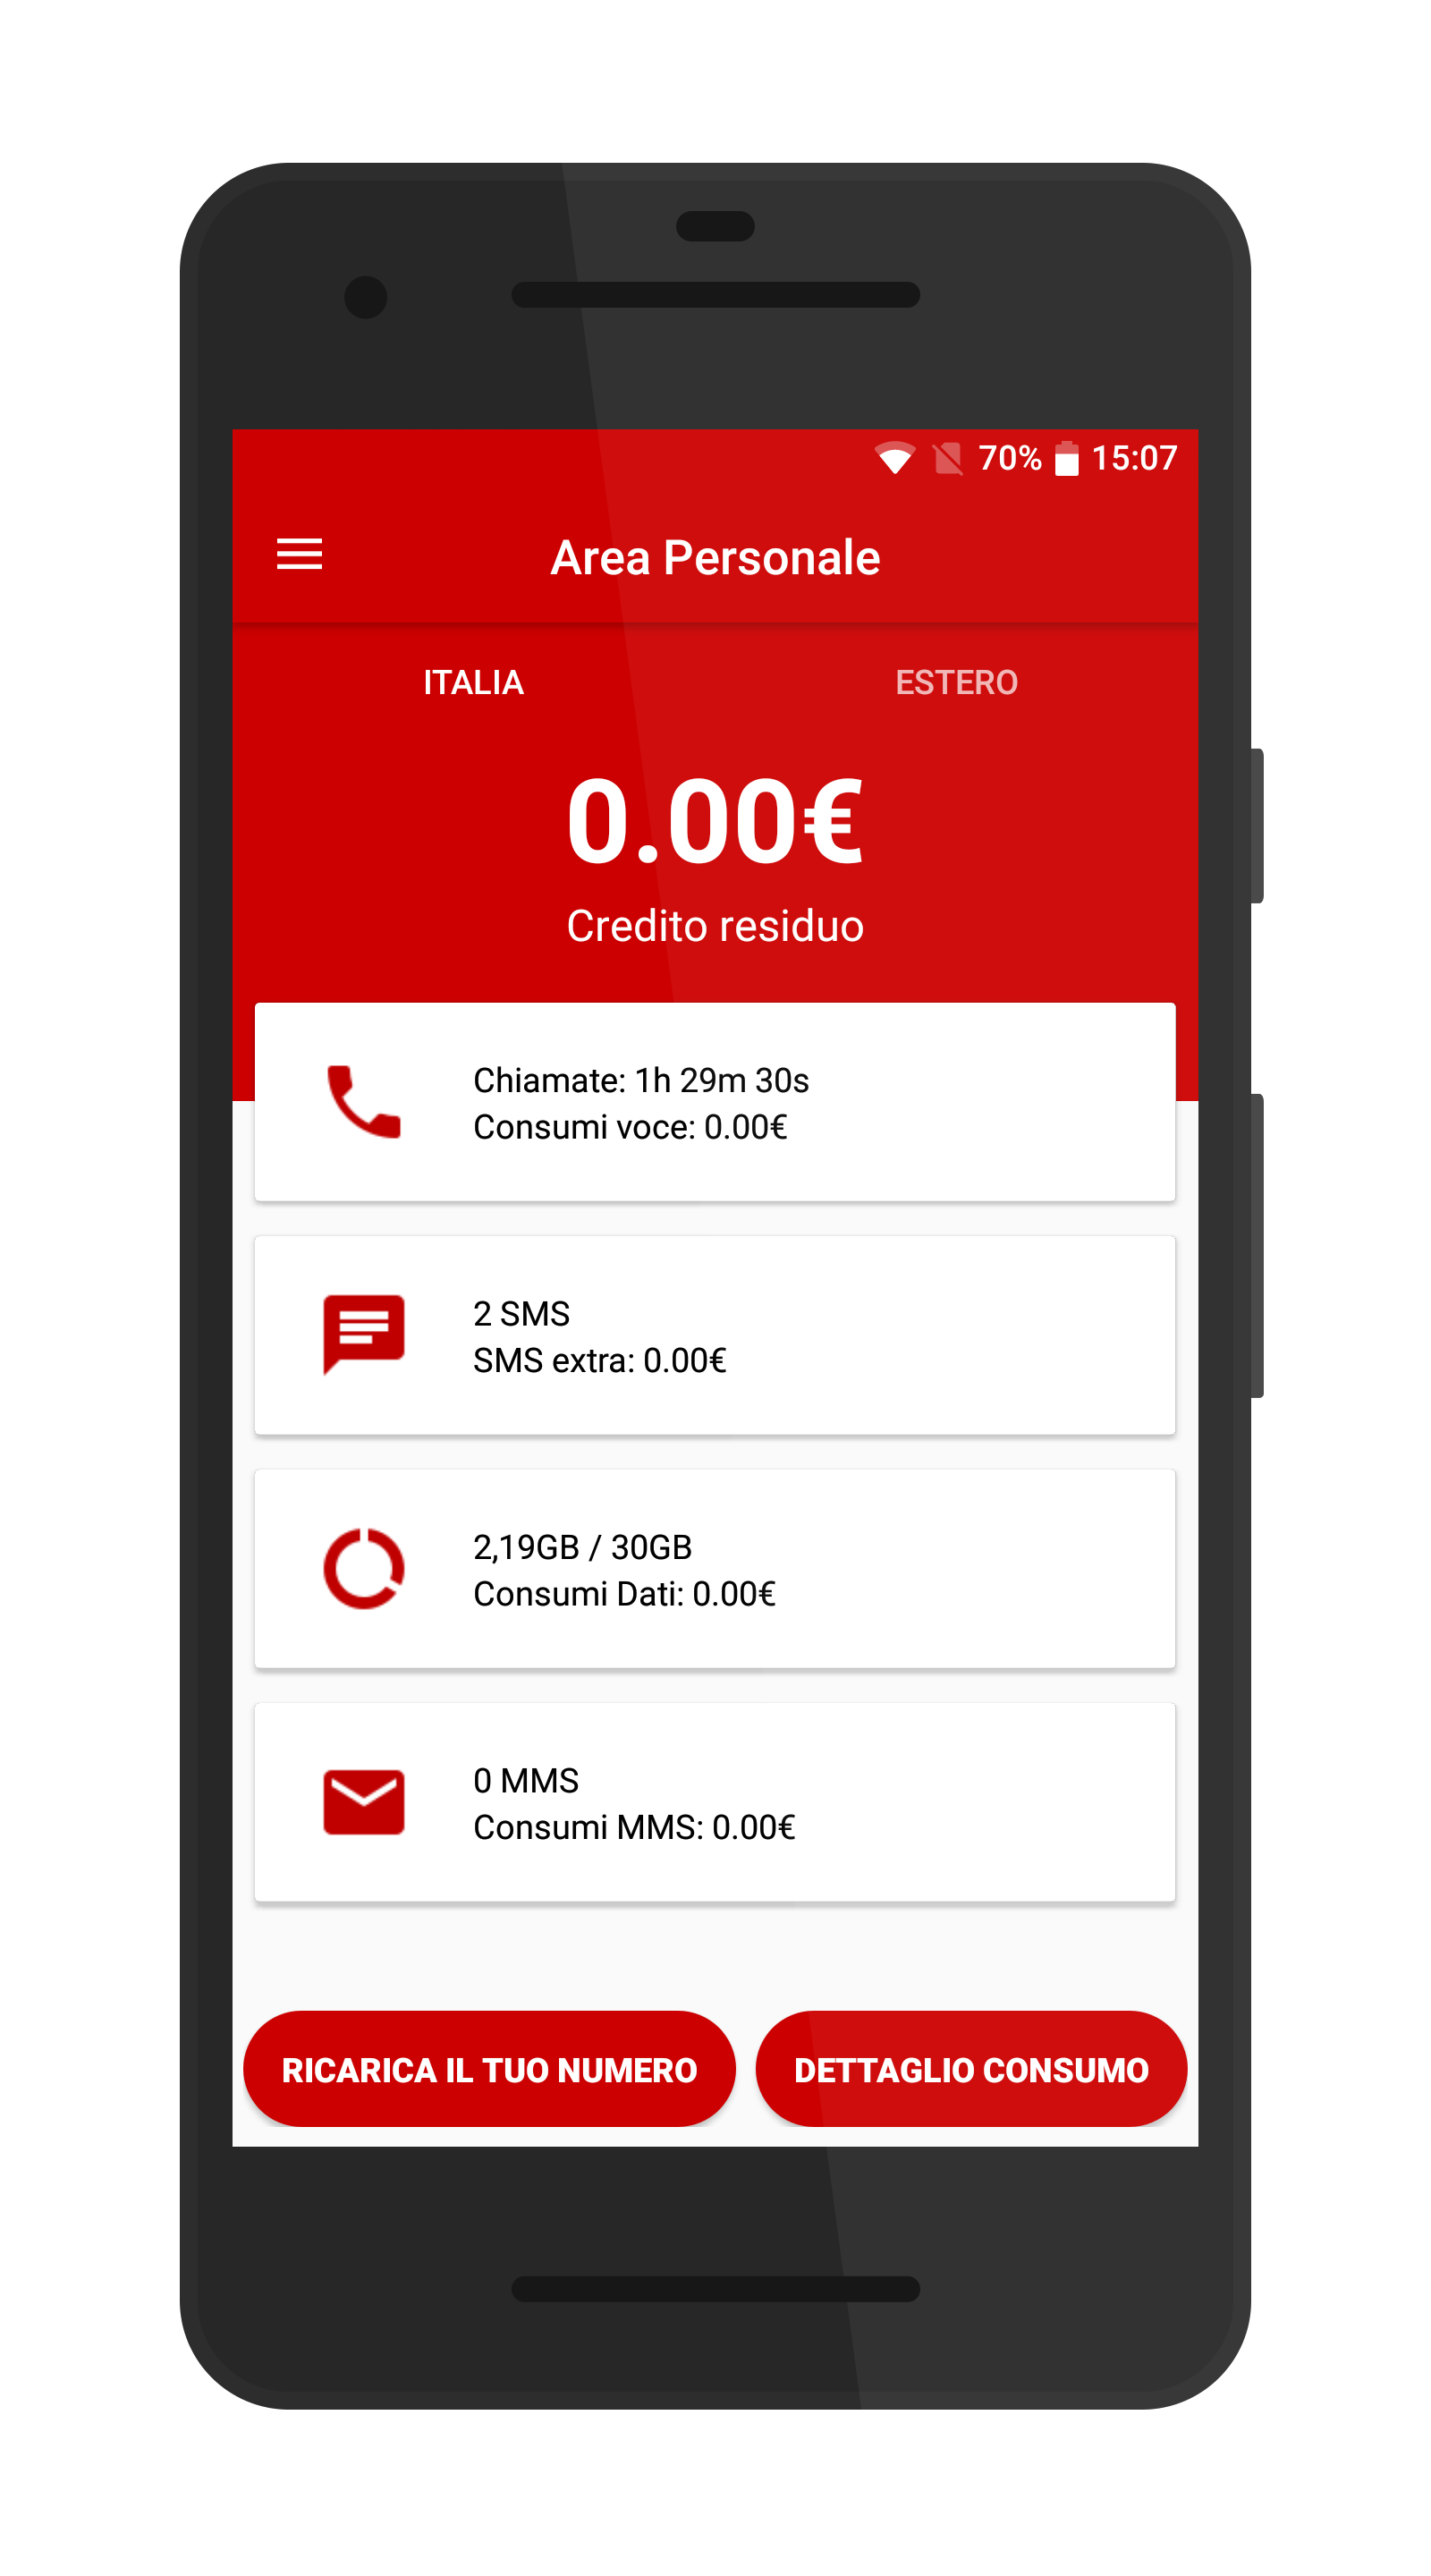 70% 15:07
Area Personale
ITALIA ESTERO
0.00€
Credito residuo
Chiamate: 1h 29m 30s
Consumi voce: 0.00€
2 SMS
SMS extra: 0.00€
2,19GB / 30GB
Consumi Dati: 0.00€
0 MMS
Consumi MMS: 0.00€
RICARICA IL TUO NUMERO DETTAGLIO CONSUMO